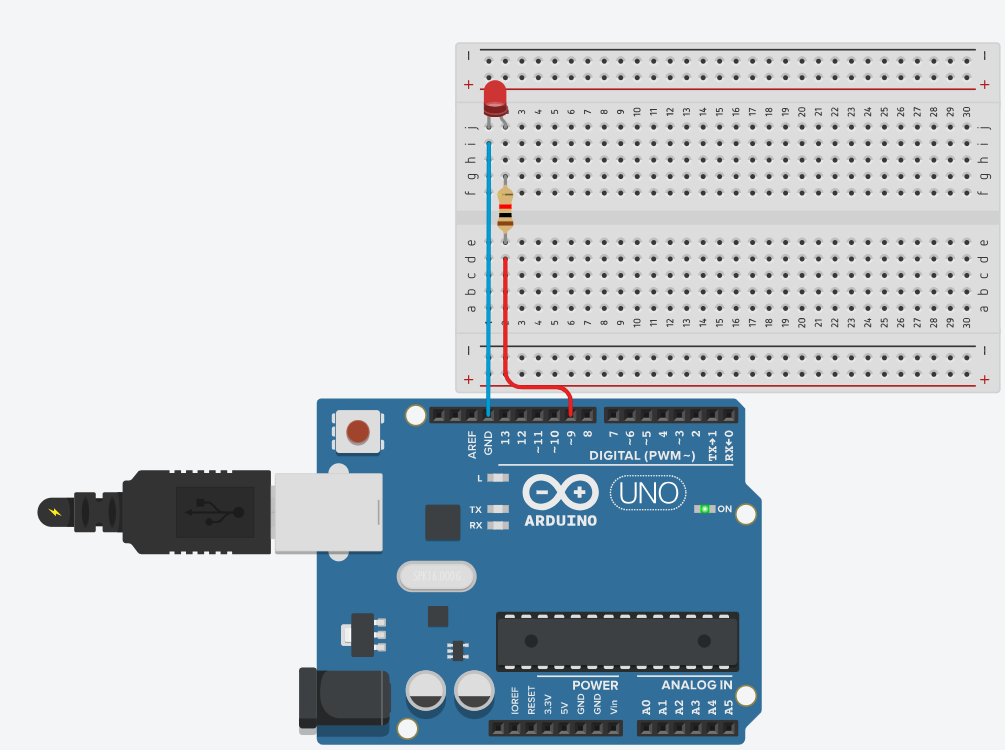 − −
+ +
1 2 3 4 5 6 7 8 9 10 11 12 13 14 15 16 17 18 19 20 21 22 23 24 25 26 27 28 29 30
j j
i i
h h
g g
f f
e e
d d
c c
b b
a a
1 2 3 4 5 6 7 8 9 10 11 12 13 14 15 16 17 18 19 20 21 22 23 24 25 26 27 28 29 30
− −
+ +
AREF GND 13 12 ~11 ~10 ~9 8 7 ~6 ~5 4 ~3 2 TX→1 RX←0
DIGITAL (PWM ~)
L
TX
RX
ARDUINO
UNO
ON
POWER
ANALOG IN
IOREF RESET 3.3V 5V GND GND Vin A0 A1 A2 A3 A4 A5